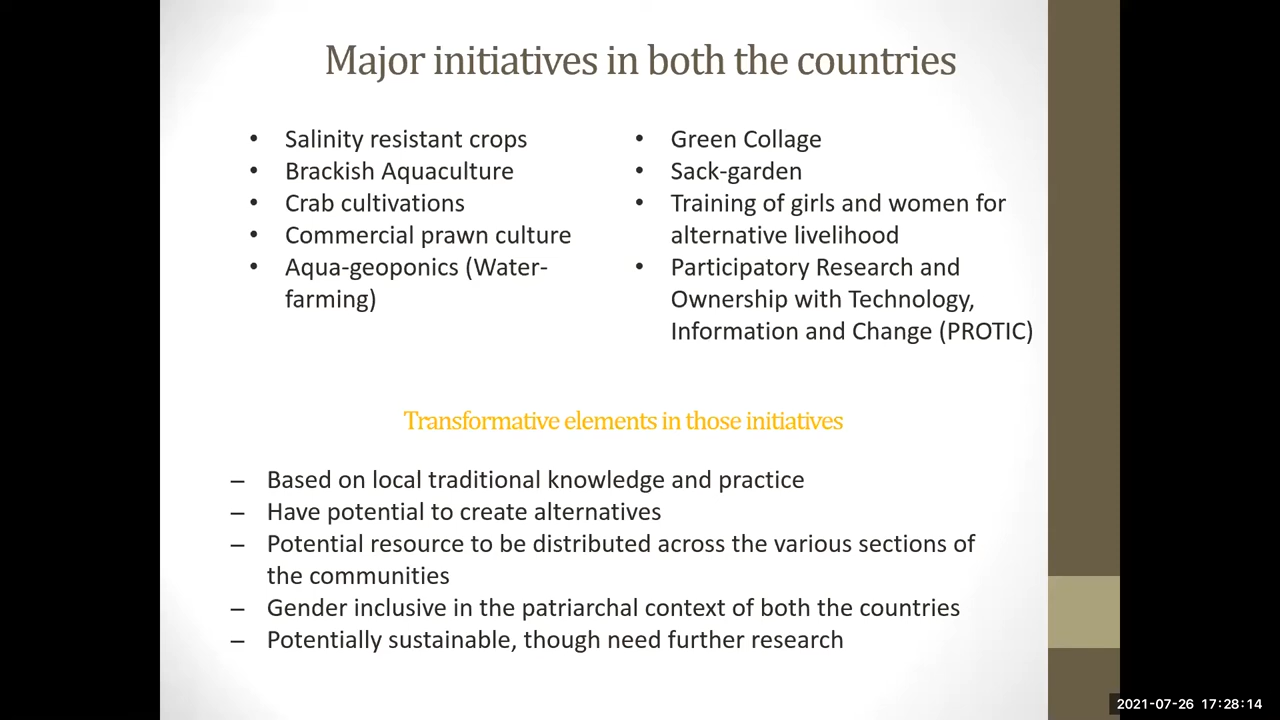 Major initiatives in both the countries
• Salinity resistant crops
• Brackish Aquaculture
• Crab cultivations
• Commercial prawn culture
• Aqua-geoponics (Water-
farming)
• Green Collage
• Sack-garden
• Training of girls and women for
alternative livelihood
• Participatory Research and
Ownership with Technology,
Information and Change (PROTIC)
Transformative elements in those initiatives
– Based on local traditional knowledge and practice
– Have potential to create alternatives
– Potential resource to be distributed across the various sections of
the communities
– Gender inclusive in the patriarchal context of both the countries
– Potentially sustainable, though need further research
2021-07-26 17:28:14